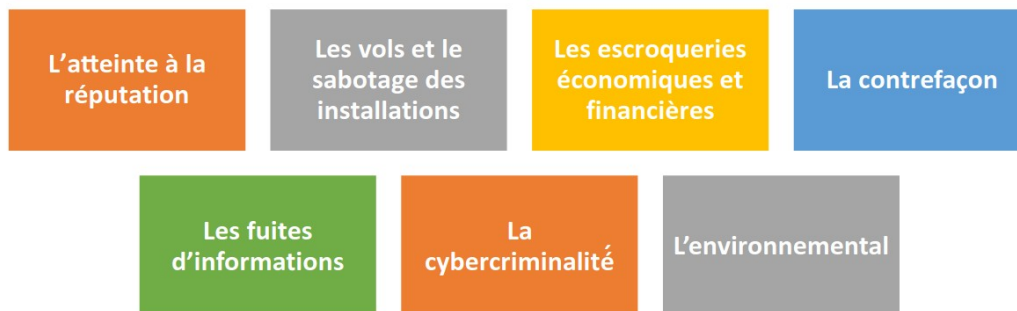 L’atteinte à la
réputation
Les vols et le
sabotage des
installations
Les escroqueries
économiques et
financières
La contrefaçon
Les fuites
d’informations
La
cybercriminalité
L’environnemental